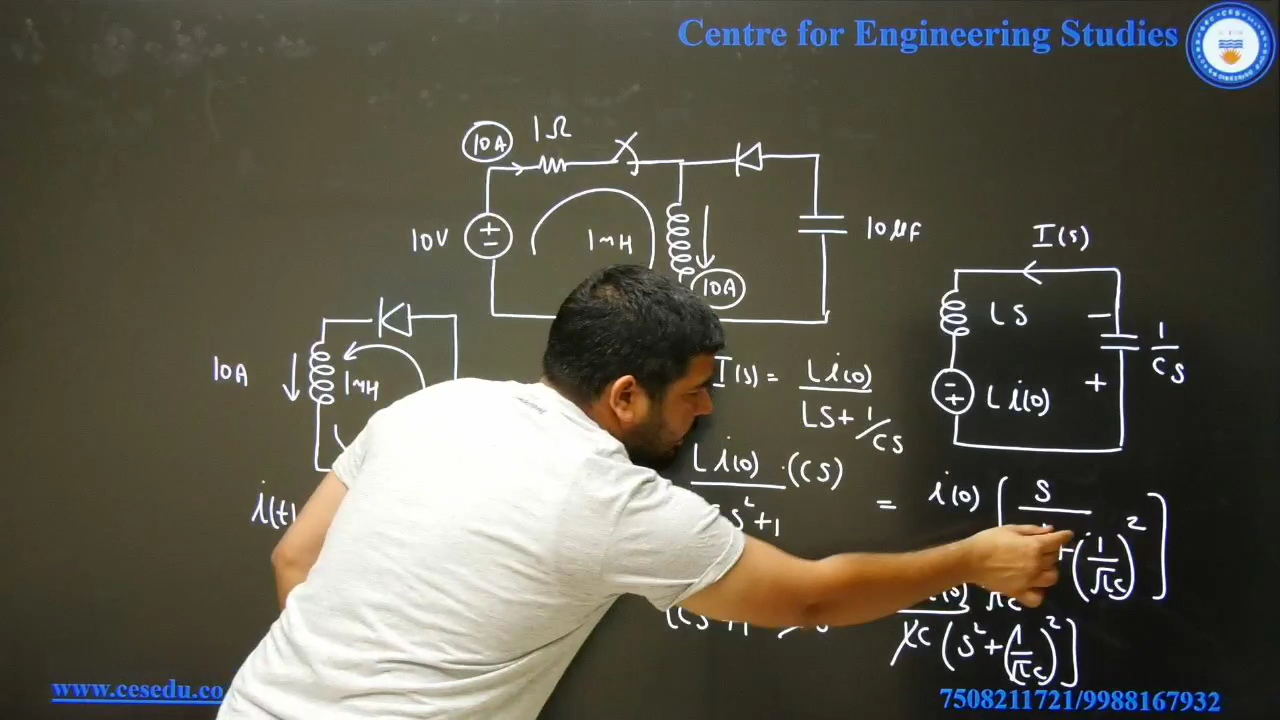 Centre for Engineering Studies
10A
1Ω
10V
1mH
10A
10μF
I(s)
LS
1/CS
Li(0)
10A
1mH
I(s) = Li(0) / LS + 1/CS
Li(0) . (CS)
S² + 1
= i(0) [ S
+ (1/√LC)² ]
i(t)
(S² + (1/√LC)² ]
www.cesedu.co
7508211721/9988167932